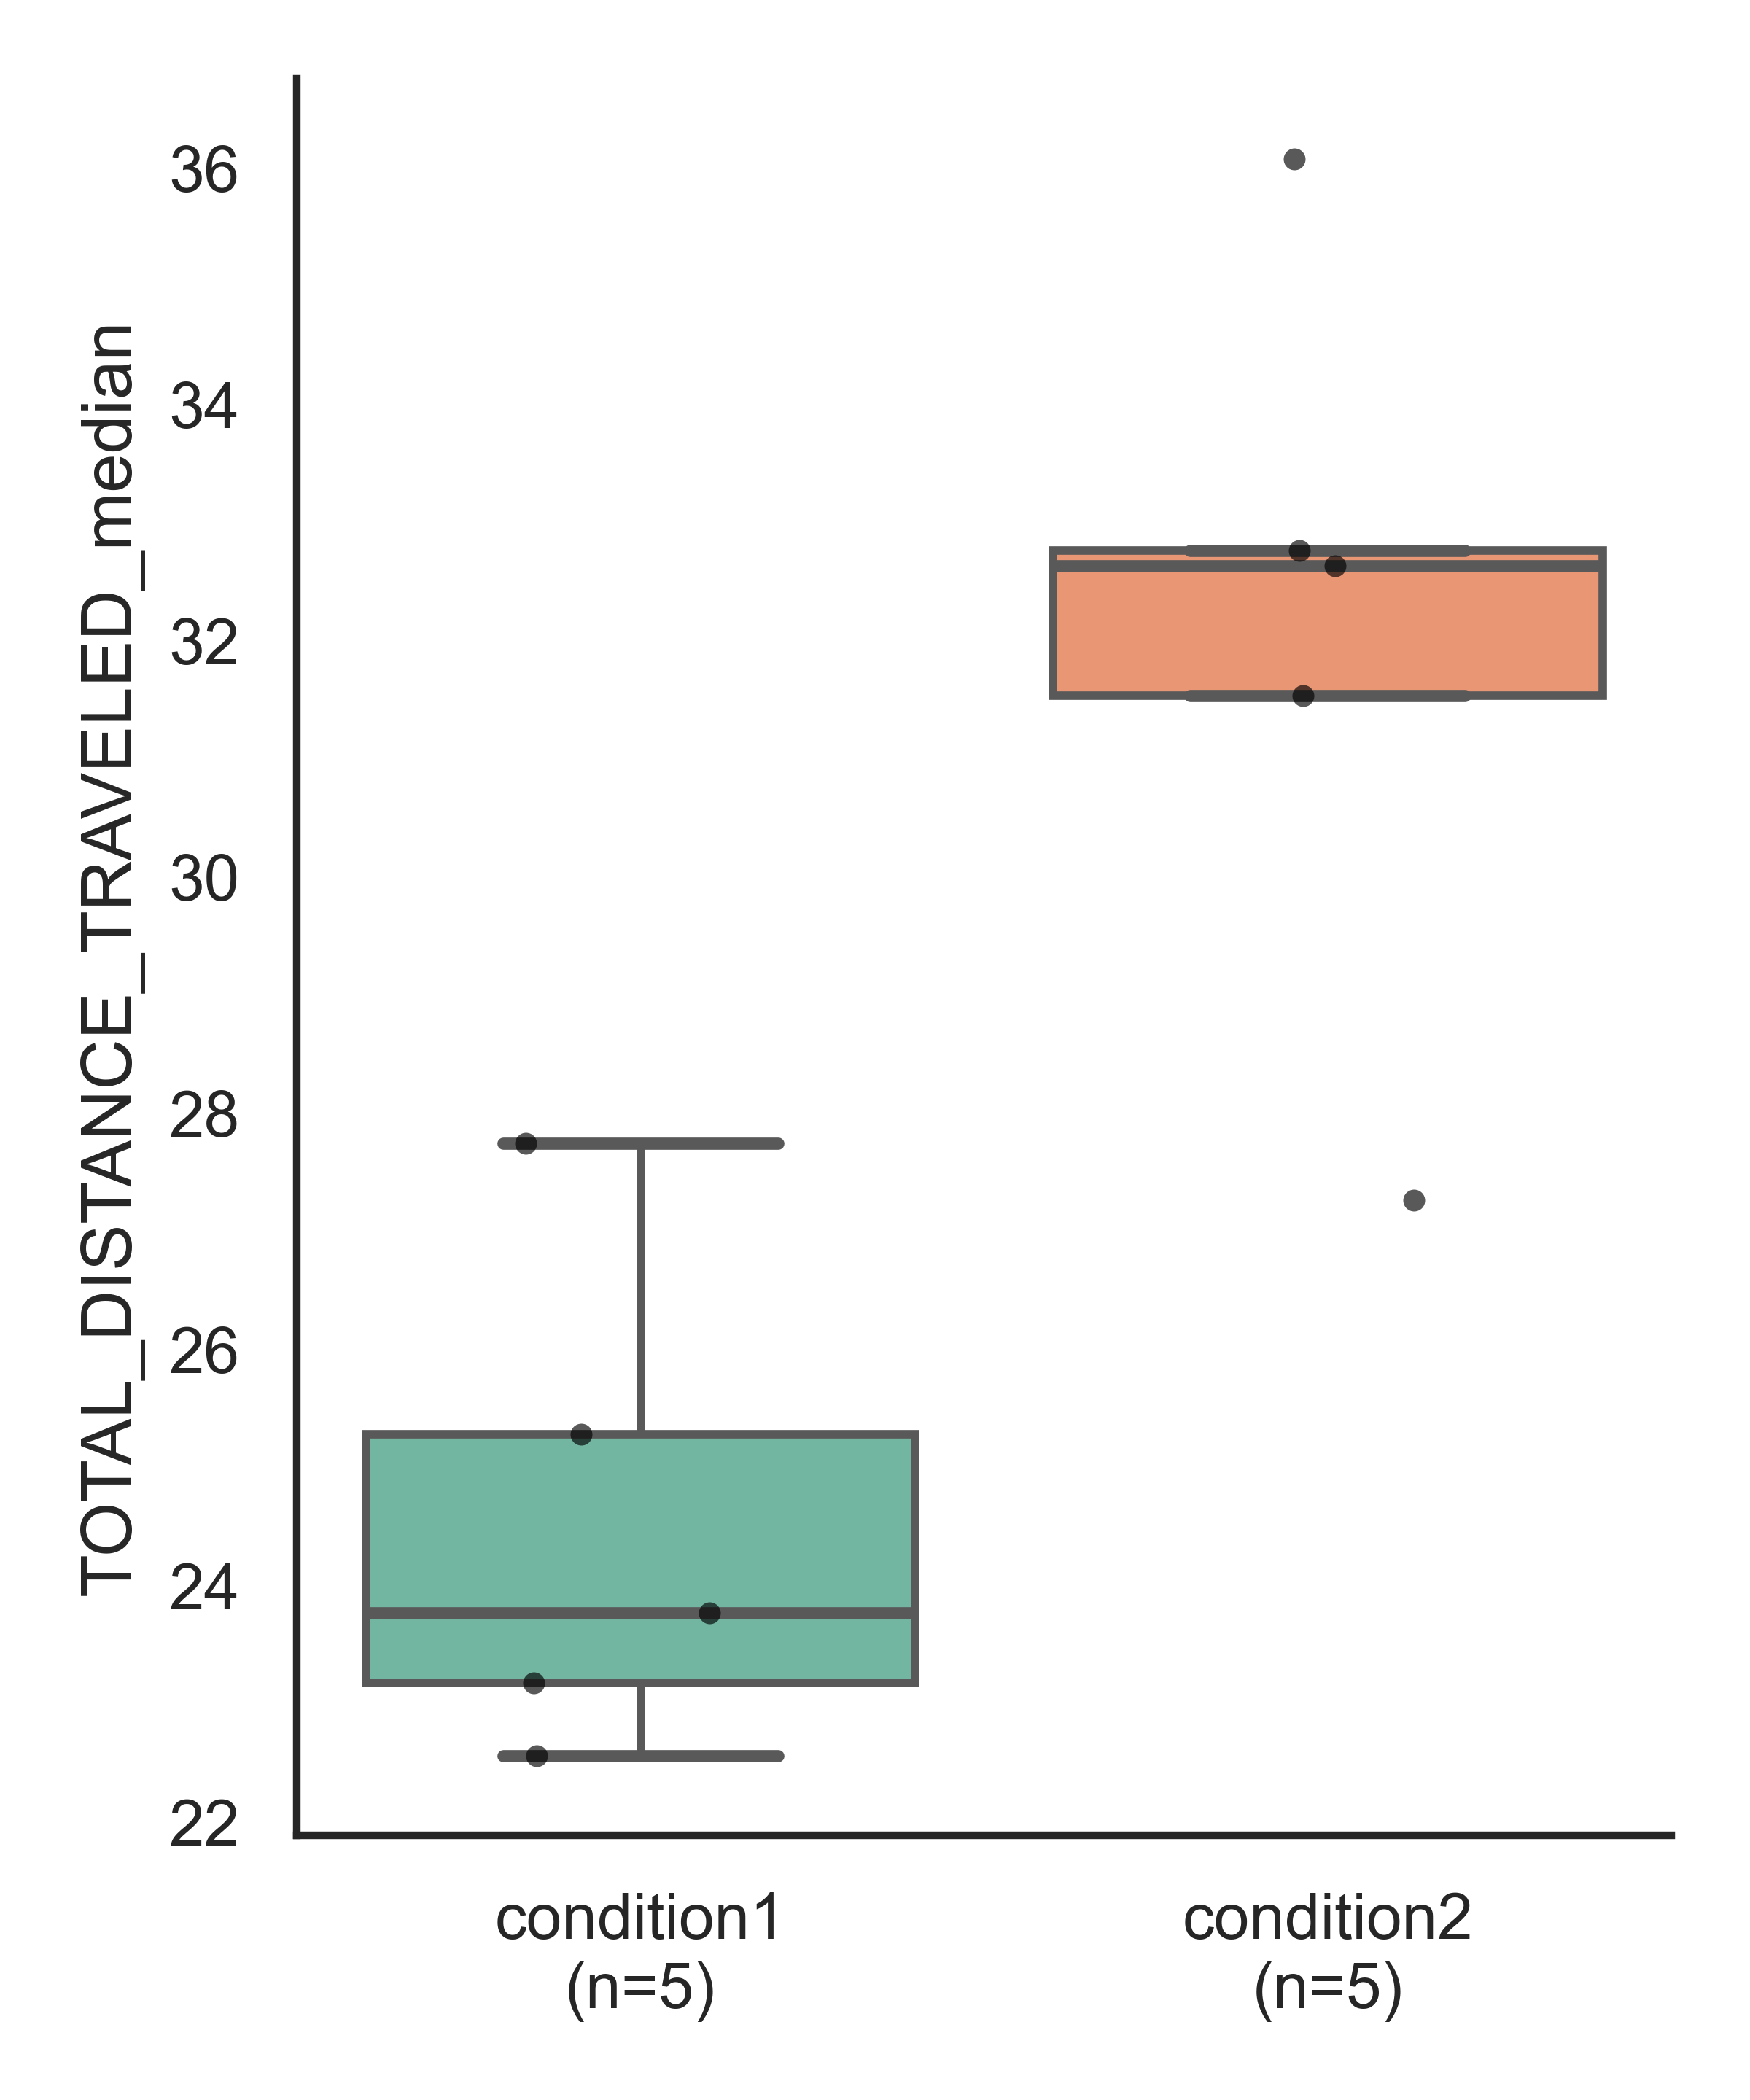 TOTAL_DISTANCE_TRAVELED_median
36
34
32
30
28
26
24
22
condition1
(n=5)
condition2
(n=5)